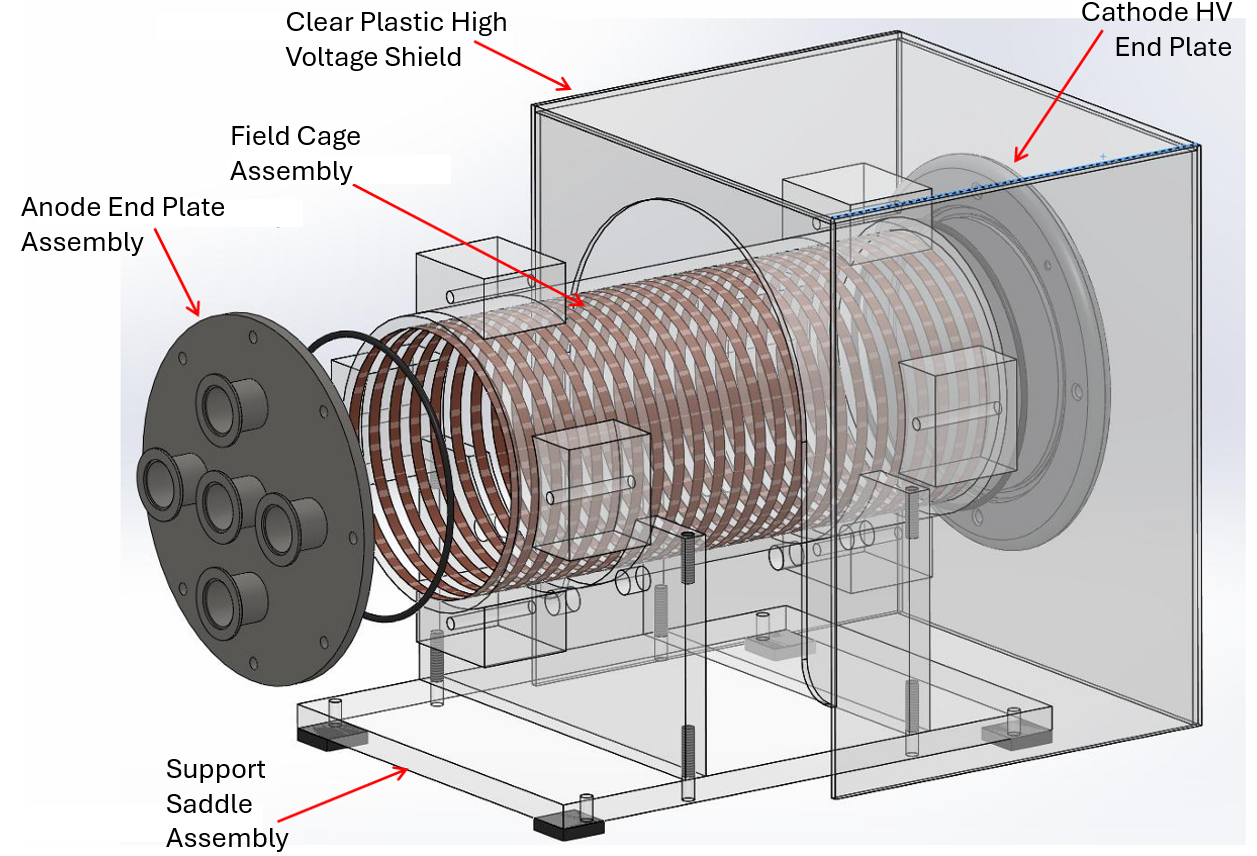 Clear Plastic High
Voltage Shield
Cathode HV
End Plate
Field Cage
Assembly
Anode End Plate
Assembly
Support
Saddle
Assembly